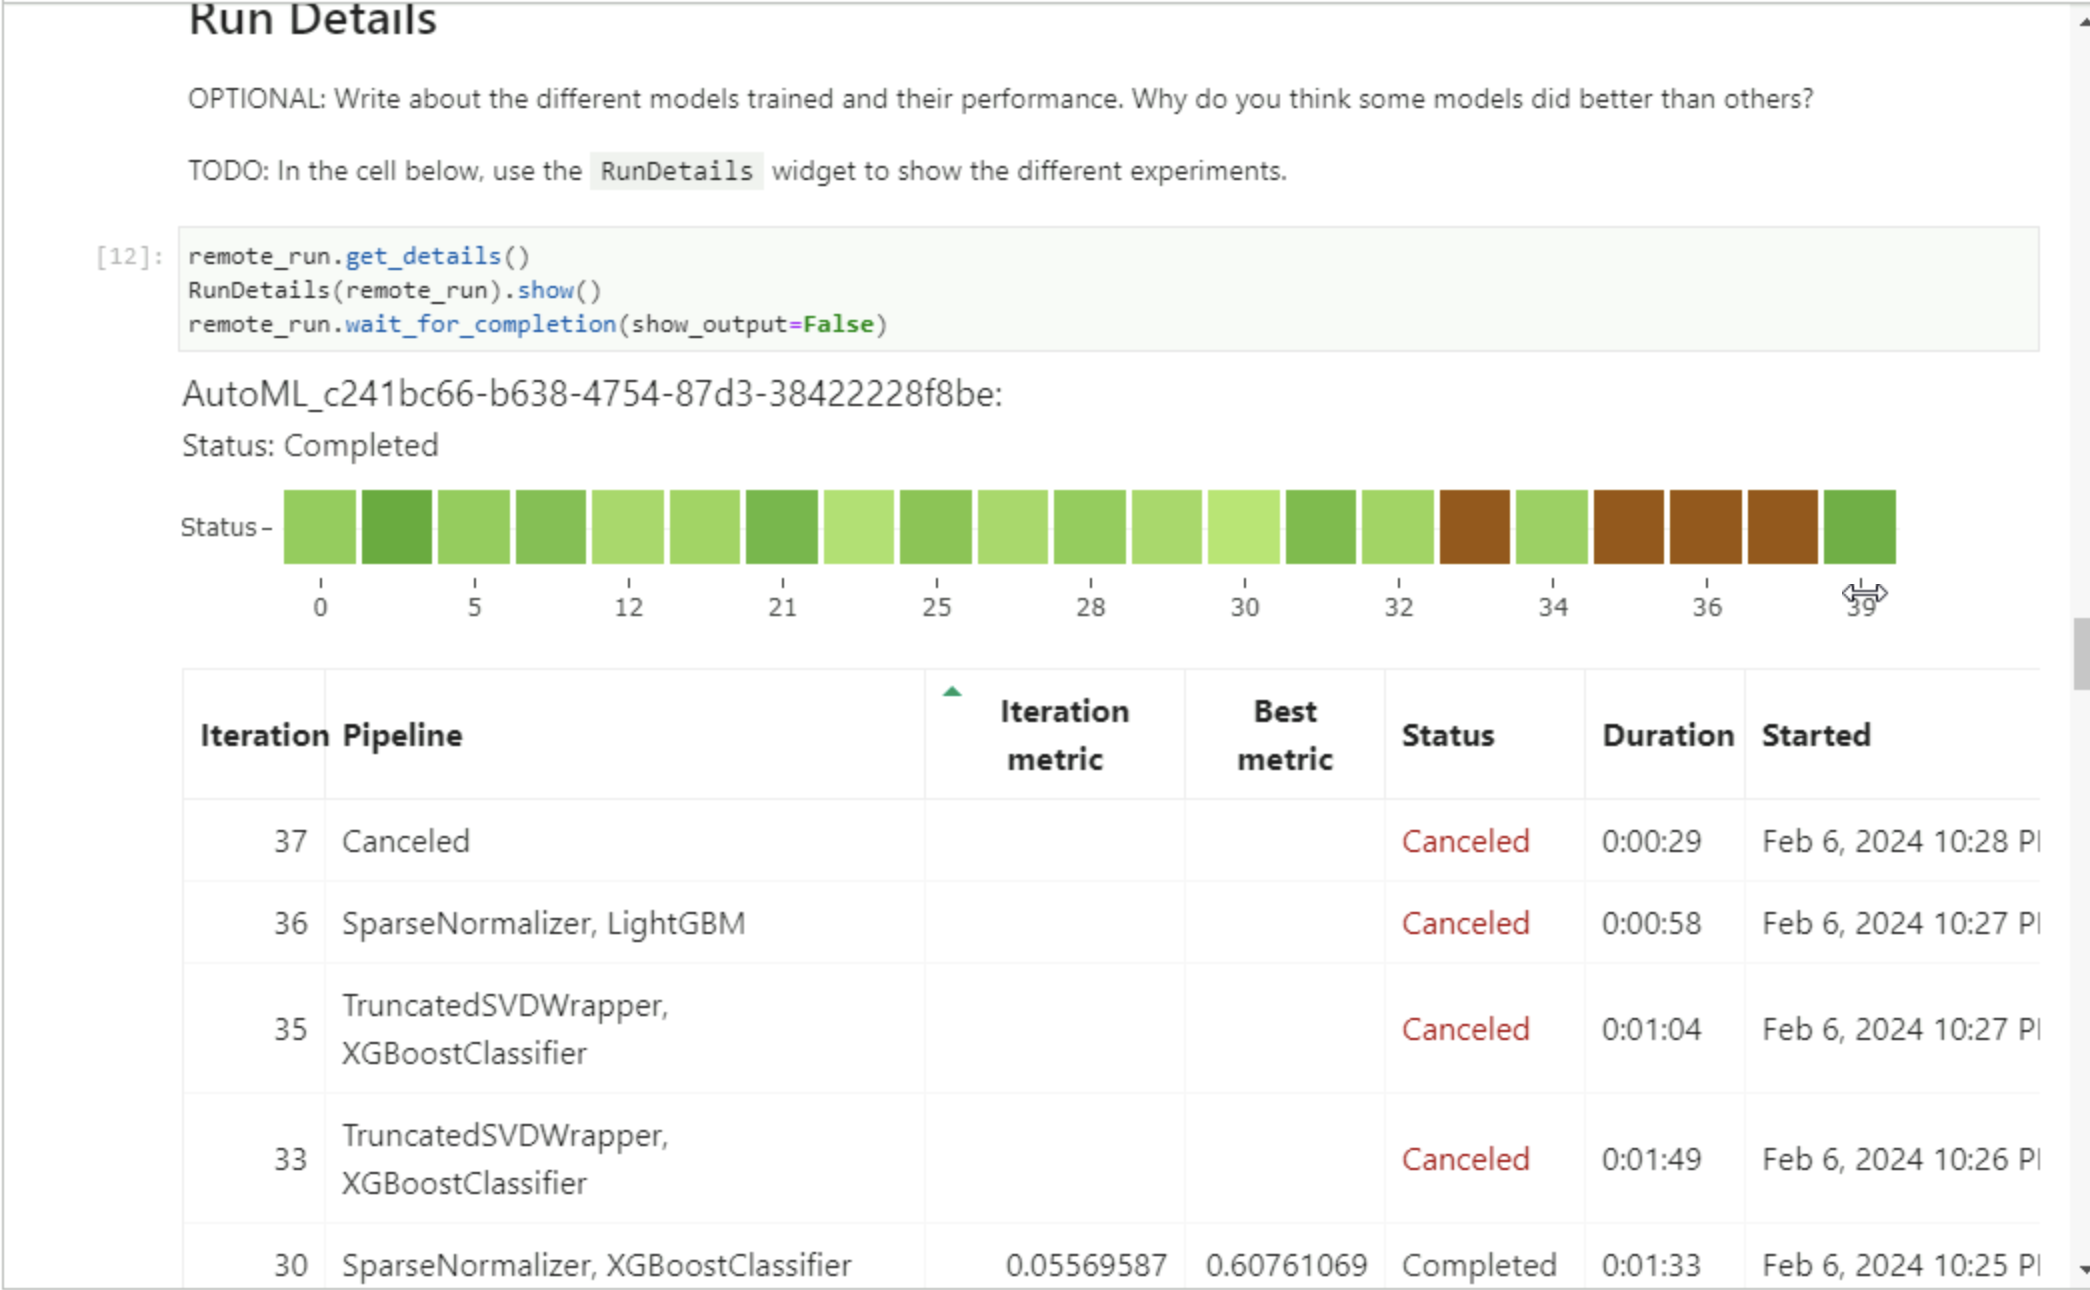 Run Details
OPTIONAL: Write about the different models trained and their performance. Why do you think some models did better than others?
TODO: In the cell below, use the RunDetails widget to show the different experiments.
[12]: remote_run.get_details()
RunDetails(remote_run).show()
remote_run.wait_for_completion(show_output=False)
AutoML_c241bc66-b638-4754-87d3-38422228f8be:
Status: Completed
Status
0 5 12 21 25 28 30 32 34 36 39
Iteration Pipeline Iteration metric Best metric Status Duration Started
37 Canceled Canceled 0:00:29 Feb 6, 2024 10:28
36 SparseNormalizer, LightGBM Canceled 0:00:58 Feb 6, 2024 10:27
35 TruncatedSVDWrapper, XGBoostClassifier Canceled 0:01:04 Feb 6, 2024 10:27
33 TruncatedSVDWrapper, XGBoostClassifier Canceled 0:01:49 Feb 6, 2024 10:26
30 SparseNormalizer, XGBoostClassifier 0.05569587 0.60761069 Completed 0:01:33 Feb 6, 2024 10:25